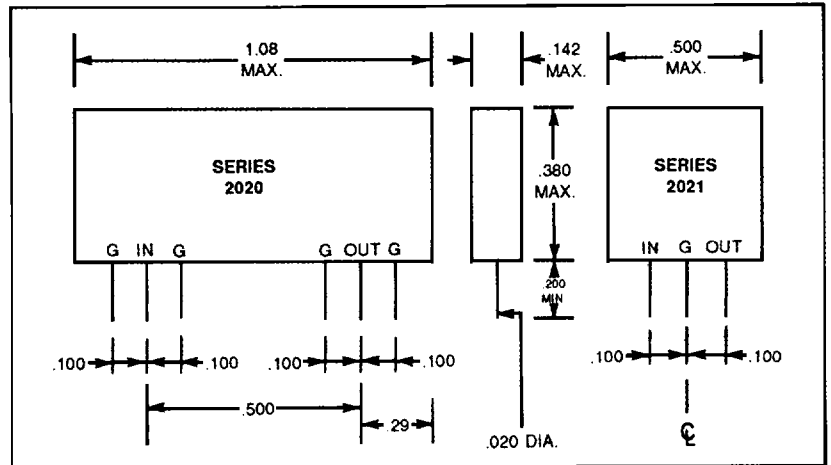 1.08
MAX.
.142
MAX.
.500
MAX.
SERIES
2020
.380
MAX.
SERIES
2021
G IN G
G OUT G
IN G OUT
.200
MIN
.100
.100
.100
.100
.100
.100
.500
.29
.020 DIA.
℄